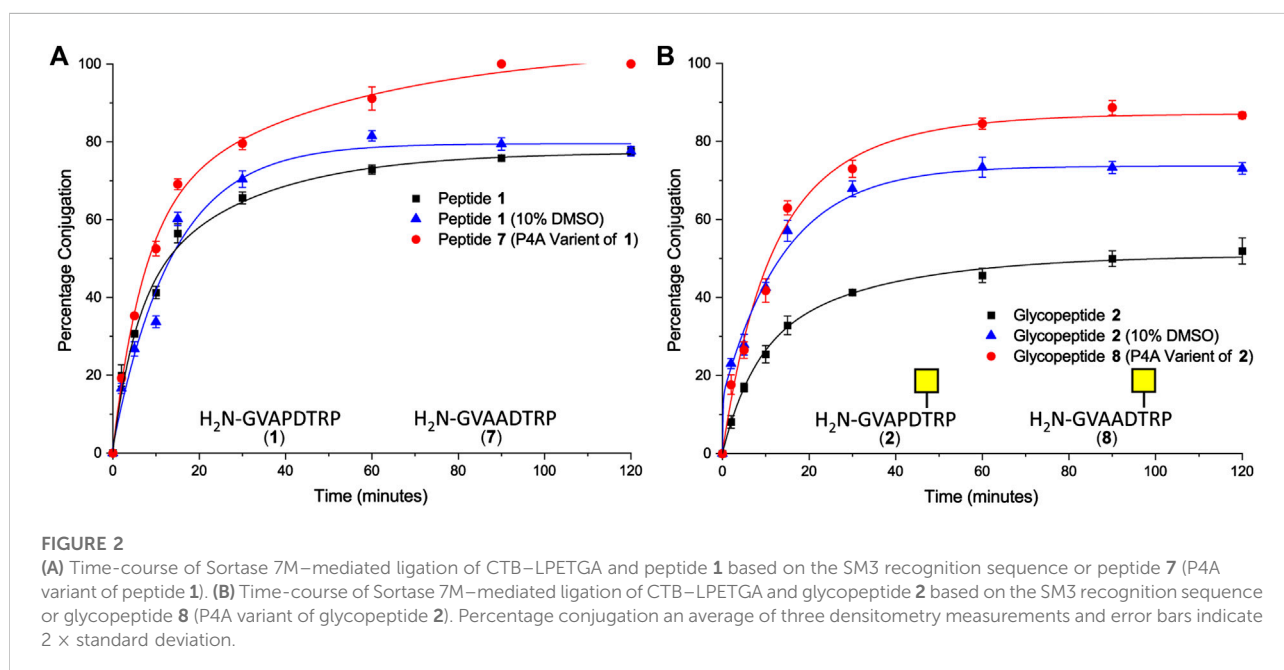 A
100
80
60
40
20
0
Percentage Conjugation
Peptide 1
Peptide 1 (10% DMSO)
Peptide 7 (P4A Varient of 1)
H₂N-GVAPDTRP
(1)
H₂N-GVAADTRP
(7)
0 20 40 60 80 100 120
Time (minutes)
B
100
80
60
40
20
0
Percentage Conjugation
Glycopeptide 2
Glycopeptide 2 (10% DMSO)
Glycopeptide 8 (P4A Varient of 2)
H₂N-GVAPDTRP
(2)
H₂N-GVAADTRP
(8)
0 20 40 60 80 100 120
Time (minutes)
FIGURE 2
(A) Time-course of Sortase 7M–mediated ligation of CTB–LPETGA and peptide 1 based on the SM3 recognition sequence or peptide 7 (P4A
variant of peptide 1). (B) Time-course of Sortase 7M–mediated ligation of CTB–LPETGA and glycopeptide 2 based on the SM3 recognition sequence
or glycopeptide 8 (P4A variant of glycopeptide 2). Percentage conjugation an average of three densitometry measurements and error bars indicate
2 × standard deviation.